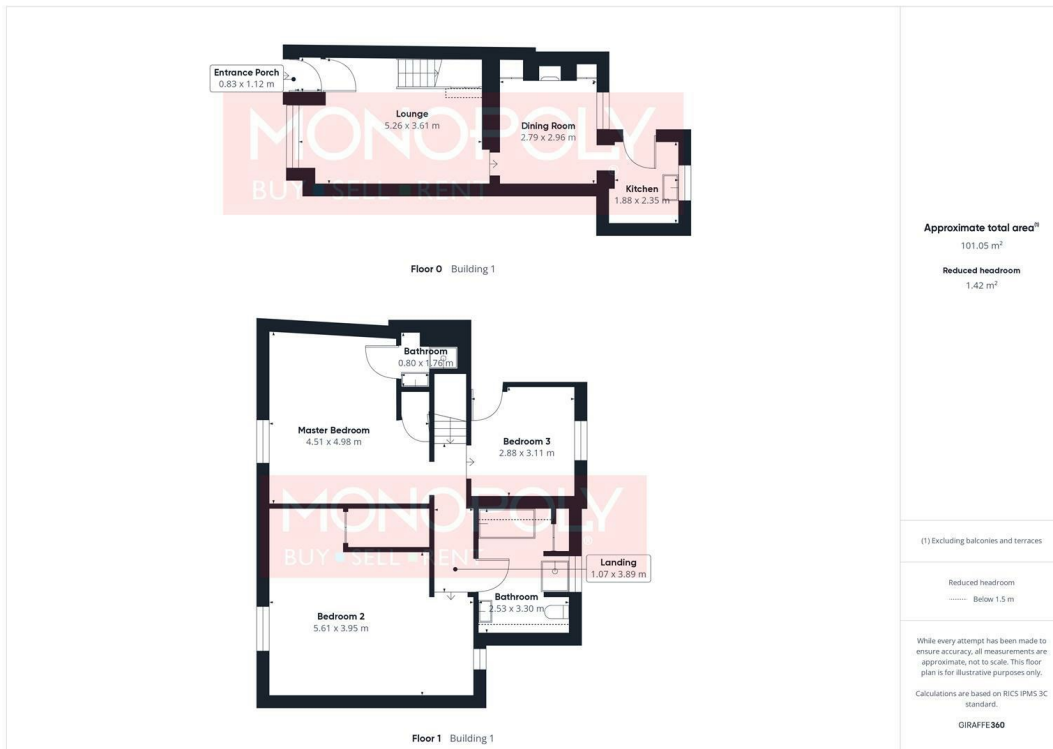 Entrance Porch
0.83 x 1.12 m
Lounge
5.26 x 3.61 m
Dining Room
2.79 x 2.96 m
Kitchen
1.88 x 2.35 m
MONOPOLY
BUY SELL RENT
Floor 0 Building 1
Bathroom
0.80 x 1.76 m
Master Bedroom
4.51 x 4.98 m
Bedroom 3
2.88 x 3.11 m
MONOPOLY
®
BUY SELL RENT
Landing
1.07 x 3.89 m
Bathroom
2.53 x 3.30 m
Bedroom 2
5.61 x 3.95 m
Floor 1 Building 1
Approximate total area(1)
101.05 m²
Reduced headroom
1.42 m²
(1) Excluding balconies and terraces
Reduced headroom
Below 1.5 m
While every attempt has been made to
ensure accuracy, all measurements are
approximate, not to scale. This floor
plan is for illustrative purposes only.
Calculations are based on RICS IPMS 3C
standard.
GIRAFFE360